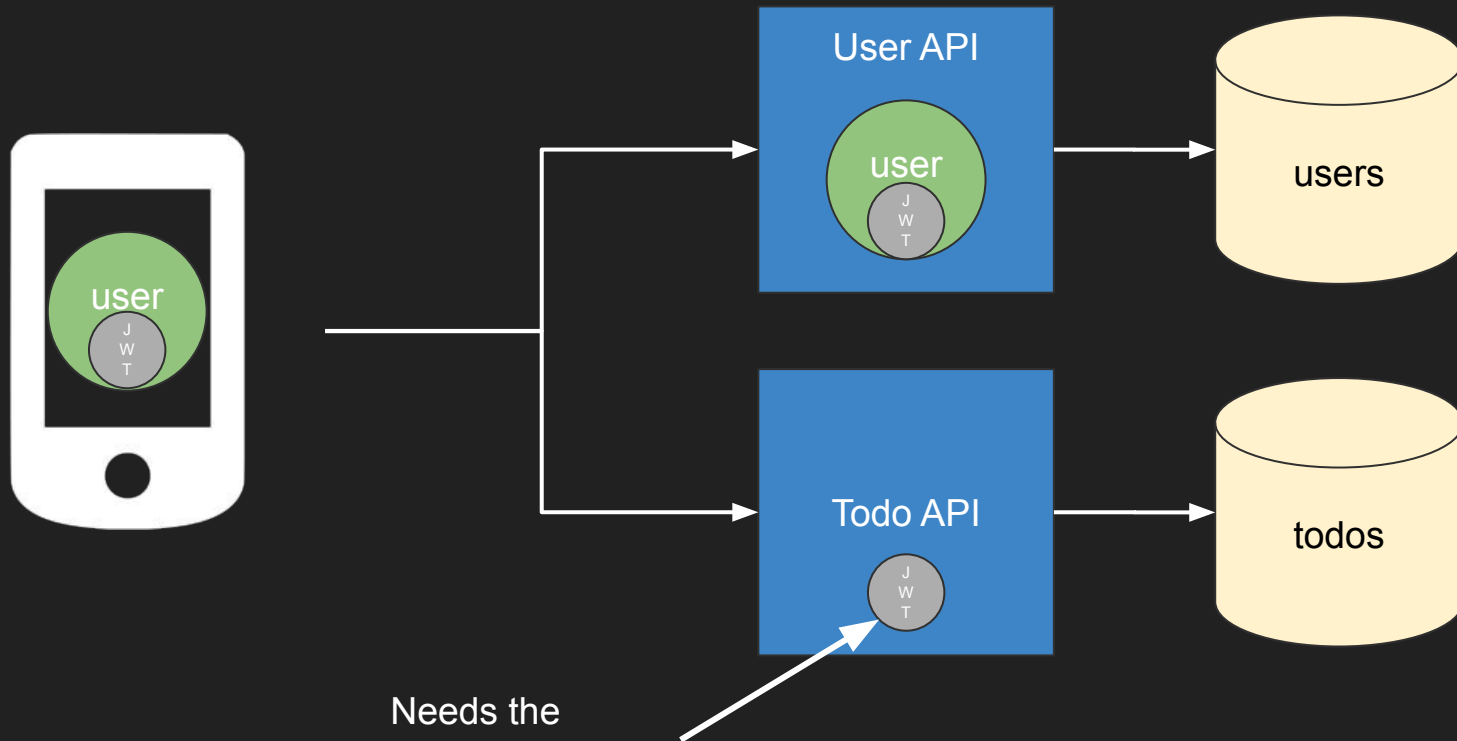 User API
user
J
W
T
users
user
J
W
T
Todo API
J
W
T
todos
Needs the